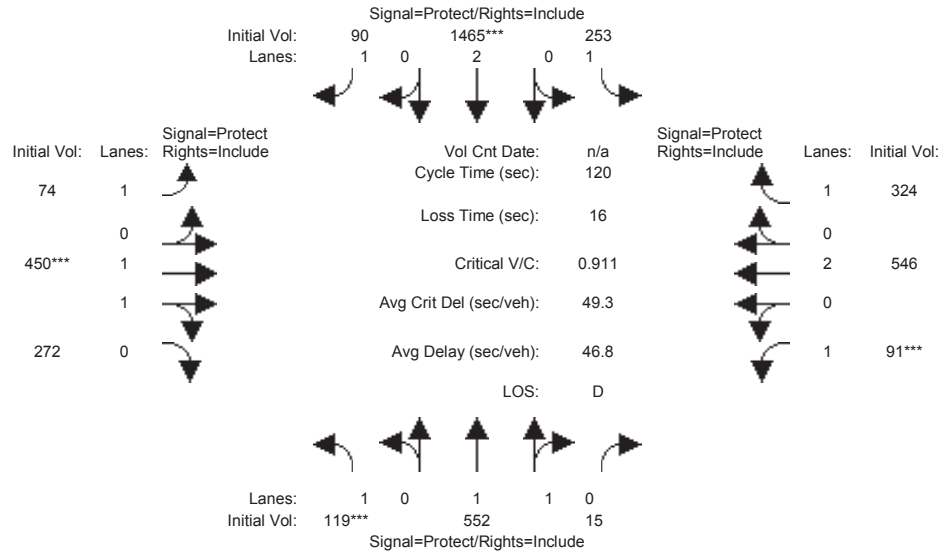 Signal=Protect/Rights=Include
Initial Vol: 90 1465*** 253
Lanes: 1 0 2 0 1
Signal=Protect Signal=Protect
Initial Vol: Lanes: Rights=Include Vol Cnt Date: n/a Rights=Include Lanes: Initial Vol:
Cycle Time (sec): 120
74 1 1 324
Loss Time (sec): 16
0 0
450*** 1 Critical V/C: 0.911 2 546
1 Avg Crit Del (sec/veh): 49.3 0
272 0 Avg Delay (sec/veh): 46.8 1 91***
LOS: D
Lanes: 1 0 1 1 0
Initial Vol: 119*** 552 15
Signal=Protect/Rights=Include